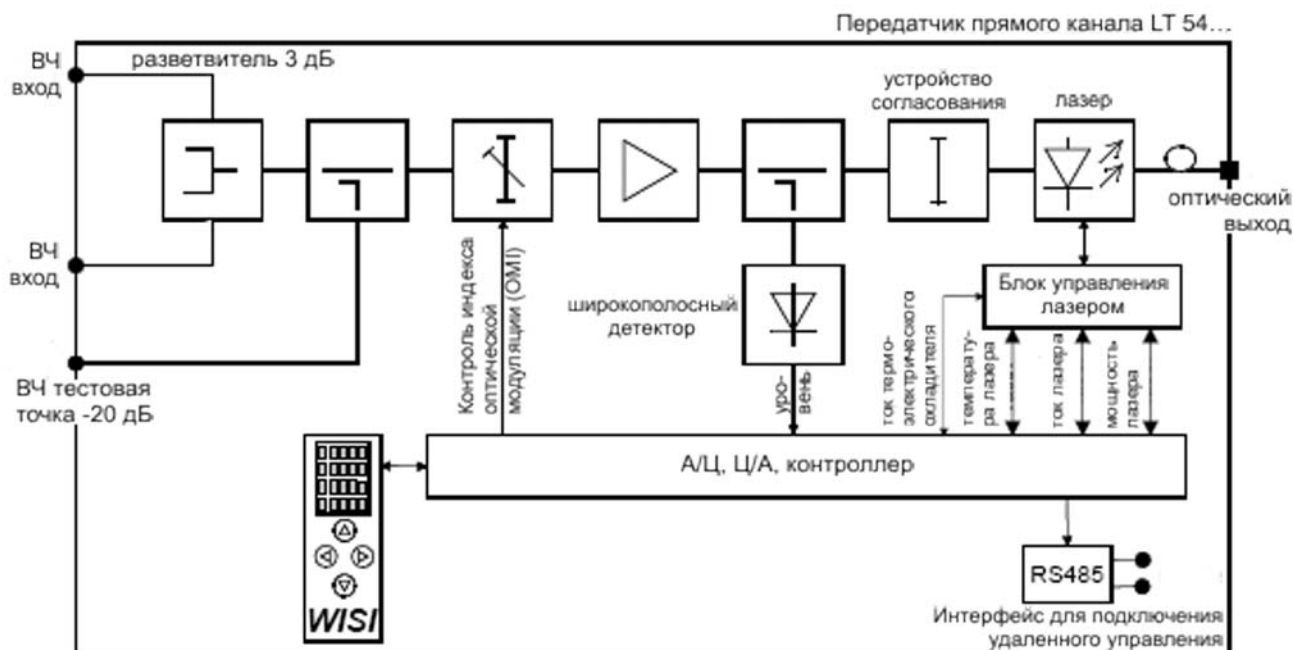 Передатчик прямого канала LT 54...
ВЧ
вход
разветвитель 3 дБ
устройство
согласования
лазер
оптический
выход
ВЧ
вход
Контроль индекса
оптической
модуляции (OMI)
широкополосный
детектор
Блок управления
лазером
ВЧ тестовая
точка -20 дБ
уро-
вень
ток термо-
электрического
охладителя
температу-
ра лазера
ток лазера
мощность
лазера
А/Ц, Ц/А, контроллер
WISI
RS485
Интерфейс для подключения
удаленного управления